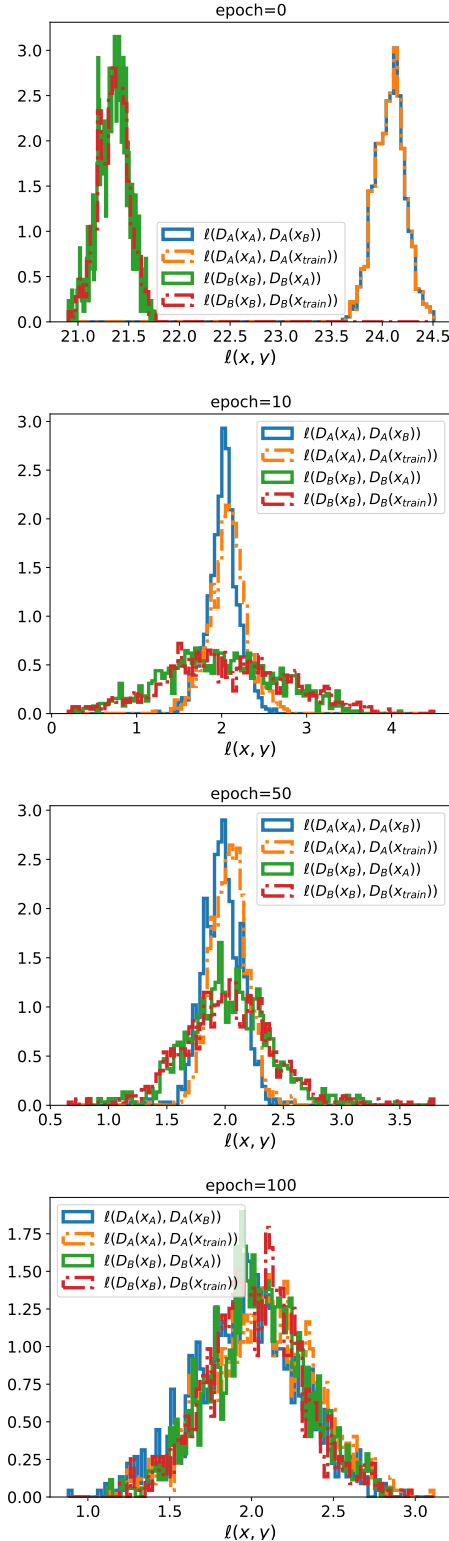 epoch=0
3.0
2.5
2.0
1.5
1.0
0.5
0.0
ℓ(D_A(x_A), D_A(x_B))
ℓ(D_A(x_A), D_A(x_train))
ℓ(D_B(x_B), D_B(x_A))
ℓ(D_B(x_B), D_B(x_train))
21.0 21.5 22.0 22.5 23.0 23.5 24.0 24.5
ℓ(x, y)
epoch=10
3.0
2.5
2.0
1.5
1.0
0.5
0.0
ℓ(D_A(x_A), D_A(x_B))
ℓ(D_A(x_A), D_A(x_train))
ℓ(D_B(x_B), D_B(x_A))
ℓ(D_B(x_B), D_B(x_train))
0 1 2 3 4
ℓ(x, y)
epoch=50
3.0
2.5
2.0
1.5
1.0
0.5
0.0
ℓ(D_A(x_A), D_A(x_B))
ℓ(D_A(x_A), D_A(x_train))
ℓ(D_B(x_B), D_B(x_A))
ℓ(D_B(x_B), D_B(x_train))
0.5 1.0 1.5 2.0 2.5 3.0 3.5
ℓ(x, y)
epoch=100
1.75
1.50
1.25
1.00
0.75
0.50
0.25
0.00
ℓ(D_A(x_A), D_A(x_B))
ℓ(D_A(x_A), D_A(x_train))
ℓ(D_B(x_B), D_B(x_A))
ℓ(D_B(x_B), D_B(x_train))
1.0 1.5 2.0 2.5 3.0
ℓ(x, y)